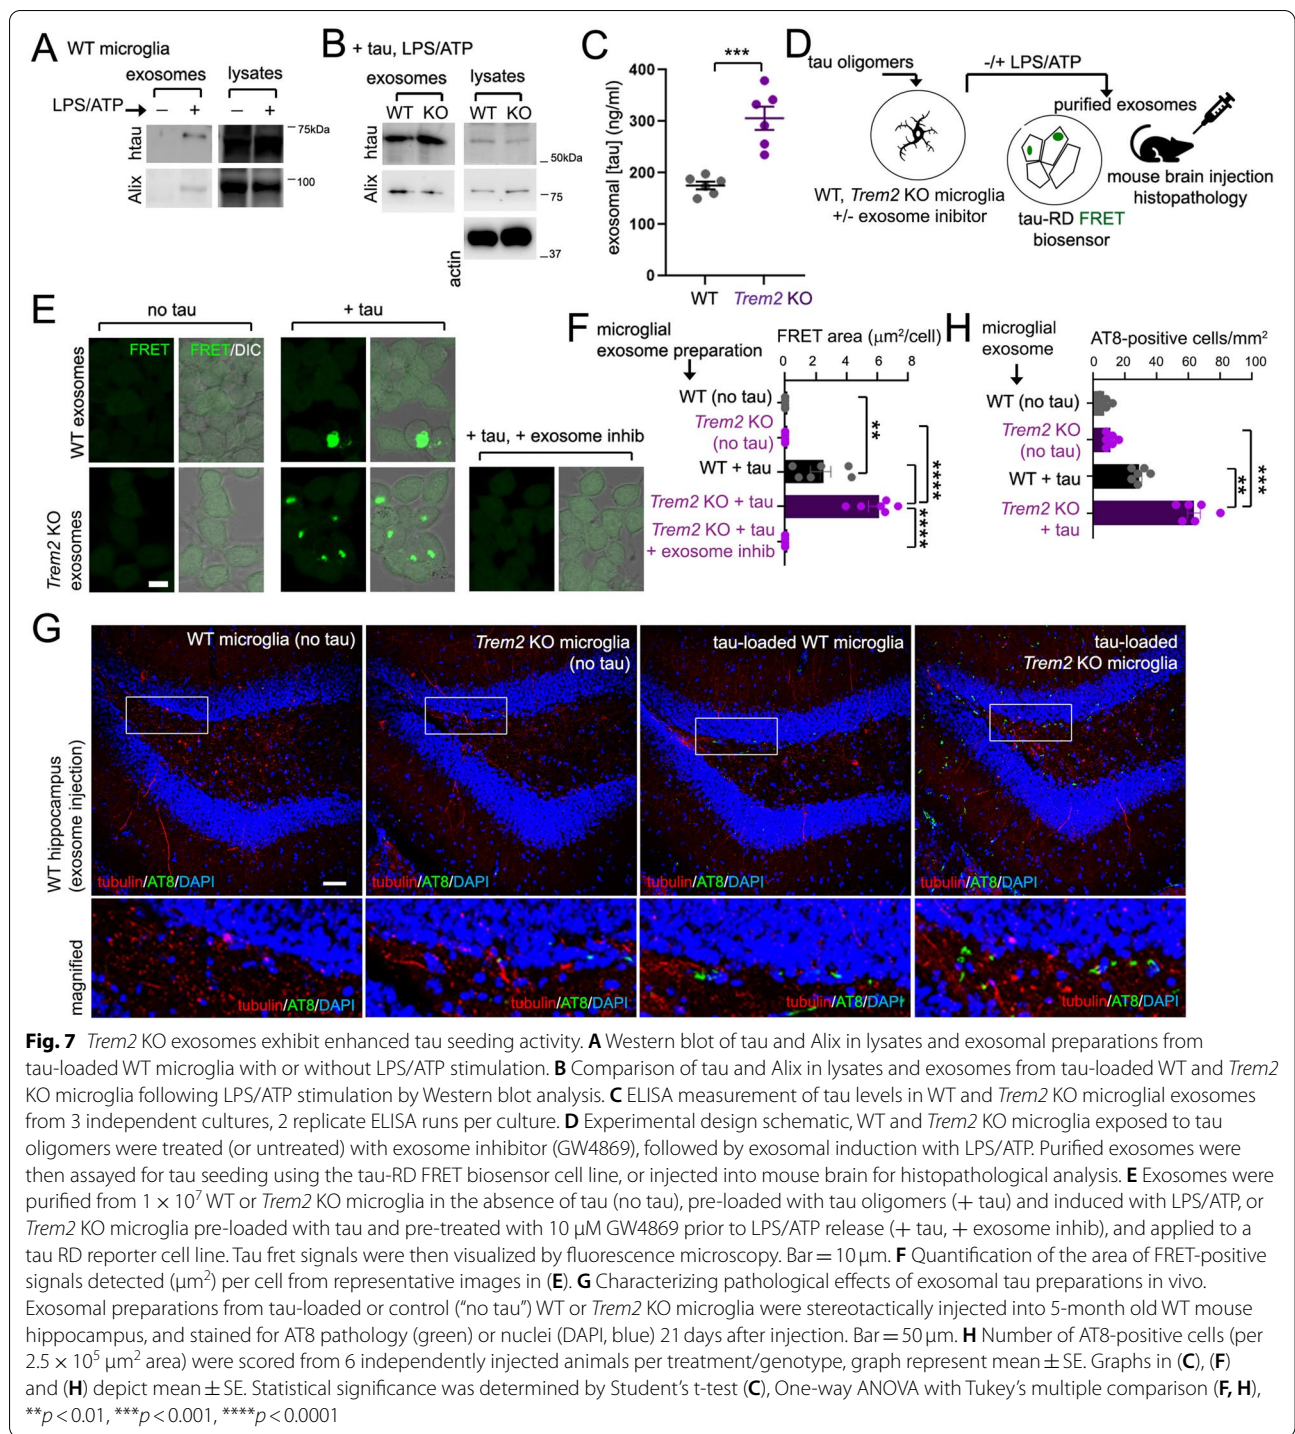 A WT microglia
exosomes lysates
LPS/ATP – + – +
htau
75kDa
Alix
100
B + tau, LPS/ATP
exosomes lysates
WT KO WT KO
htau
50kDa
Alix
75
actin
37
C
***
exosomal [tau] (ng/ml)
400
300
200
100
0
WT Trem2 KO
D
tau oligomers
-/+ LPS/ATP
purified exosomes
WT, Trem2 KO microglia
+/- exosome inibitor
tau-RD FRET
biosensor
mouse brain injection
histopathology
E
no tau + tau
FRET FRET/DIC
WT exosomes
+ tau, + exosome inhib
Trem2 KO
exosomes
F microglial
exosome preparation
FRET area (μm2/cell)
0 2 4 6 8
WT (no tau)
Trem2 KO
(no tau)
WT + tau
Trem2 KO + tau
Trem2 KO + tau
+ exosome inhib
**
****
****
H microglial
exosome
AT8-positive cells/mm2
0 20 40 60 80 100
WT (no tau)
Trem2 KO
(no tau)
WT + tau
Trem2 KO
+ tau
**
***
G
WT microglia (no tau)
Trem2 KO microglia
(no tau)
tau-loaded WT microglia
tau-loaded
Trem2 KO microglia
WT hippocampus
(exosome injection)
tubulin/AT8/DAPI tubulin/AT8/DAPI tubulin/AT8/DAPI tubulin/AT8/DAPI
magnified
tubulin/AT8/DAPI tubulin/AT8/DAPI tubulin/AT8/DAPI tubulin/AT8/DAPI
Fig. 7 Trem2 KO exosomes exhibit enhanced tau seeding activity. A Western blot of tau and Alix in lysates and exosomal preparations from
tau-loaded WT microglia with or without LPS/ATP stimulation. B Comparison of tau and Alix in lysates and exosomes from tau-loaded WT and Trem2
KO microglia following LPS/ATP stimulation by Western blot analysis. C ELISA measurement of tau levels in WT and Trem2 KO microglial exosomes
from 3 independent cultures, 2 replicate ELISA runs per culture. D Experimental design schematic, WT and Trem2 KO microglia exposed to tau
oligomers were treated (or untreated) with exosome inhibitor (GW4869), followed by exosomal induction with LPS/ATP. Purified exosomes were
then assayed for tau seeding using the tau-RD FRET biosensor cell line, or injected into mouse brain for histopathological analysis. E Exosomes were
purified from 1 × 10⁷ WT or Trem2 KO microglia in the absence of tau (no tau), pre-loaded with tau oligomers (+ tau) and induced with LPS/ATP, or
Trem2 KO microglia pre-loaded with tau and pre-treated with 10 μM GW4869 prior to LPS/ATP release (+ tau, + exosome inhib), and applied to a
tau RD reporter cell line. Tau fret signals were then visualized by fluorescence microscopy. Bar = 10 μm. F Quantification of the area of FRET-positive
signals detected (μm²) per cell from representative images in (E). G Characterizing pathological effects of exosomal tau preparations in vivo.
Exosomal preparations from tau-loaded or control (“no tau”) WT or Trem2 KO microglia were stereotactically injected into 5-month old WT mouse
hippocampus, and stained for AT8 pathology (green) or nuclei (DAPI, blue) 21 days after injection. Bar = 50 μm. H Number of AT8-positive cells (per
2.5 × 10⁵ μm² area) were scored from 6 independently injected animals per treatment/genotype, graph represent mean ± SE. Graphs in (C), (F)
and (H) depict mean ± SE. Statistical significance was determined by Student’s t-test (C), One-way ANOVA with Tukey’s multiple comparison (F, H),
**p < 0.01, ***p < 0.001, ****p < 0.0001